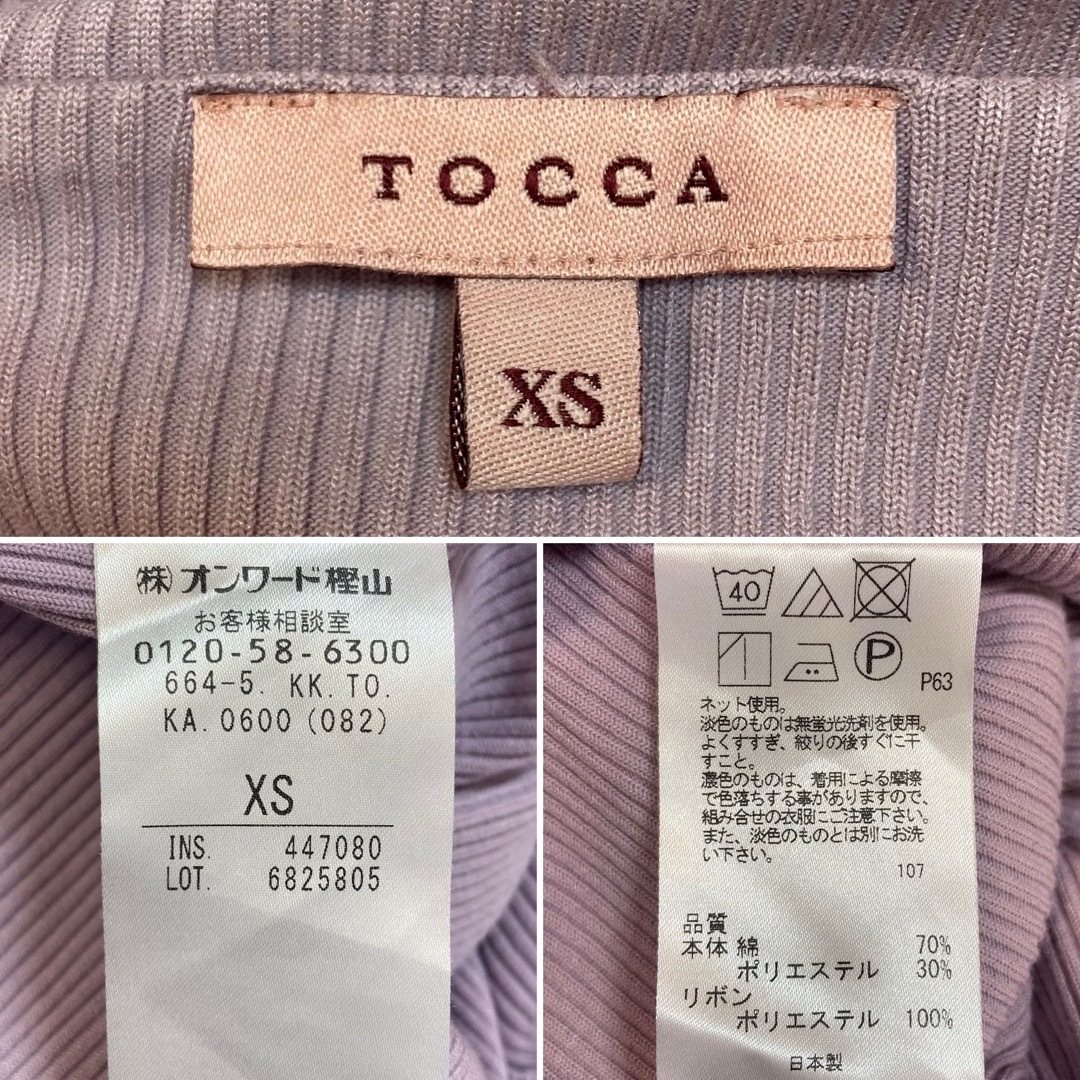 TOCCA
XS
(株)オンワード樫山
お客様相談室
0120-58-6300
664-5. KK.TO.
KA.0600(082)
XS
INS. 447080
LOT. 6825805
40
P
P63
ネット使用。
淡色のものは無蛍光洗剤を使用。
よくすすぎ、絞りの後すぐに干
すこと。
濃色のものは、着用による摩擦
で色落ちする事がありますので、
組み合せの衣服にご注意下さい。
また、淡色のものとは別にお洗
い下さい。
107
品質
本体 綿 70%
ポリエステル 30%
リボン
ポリエステル 100%
日本製